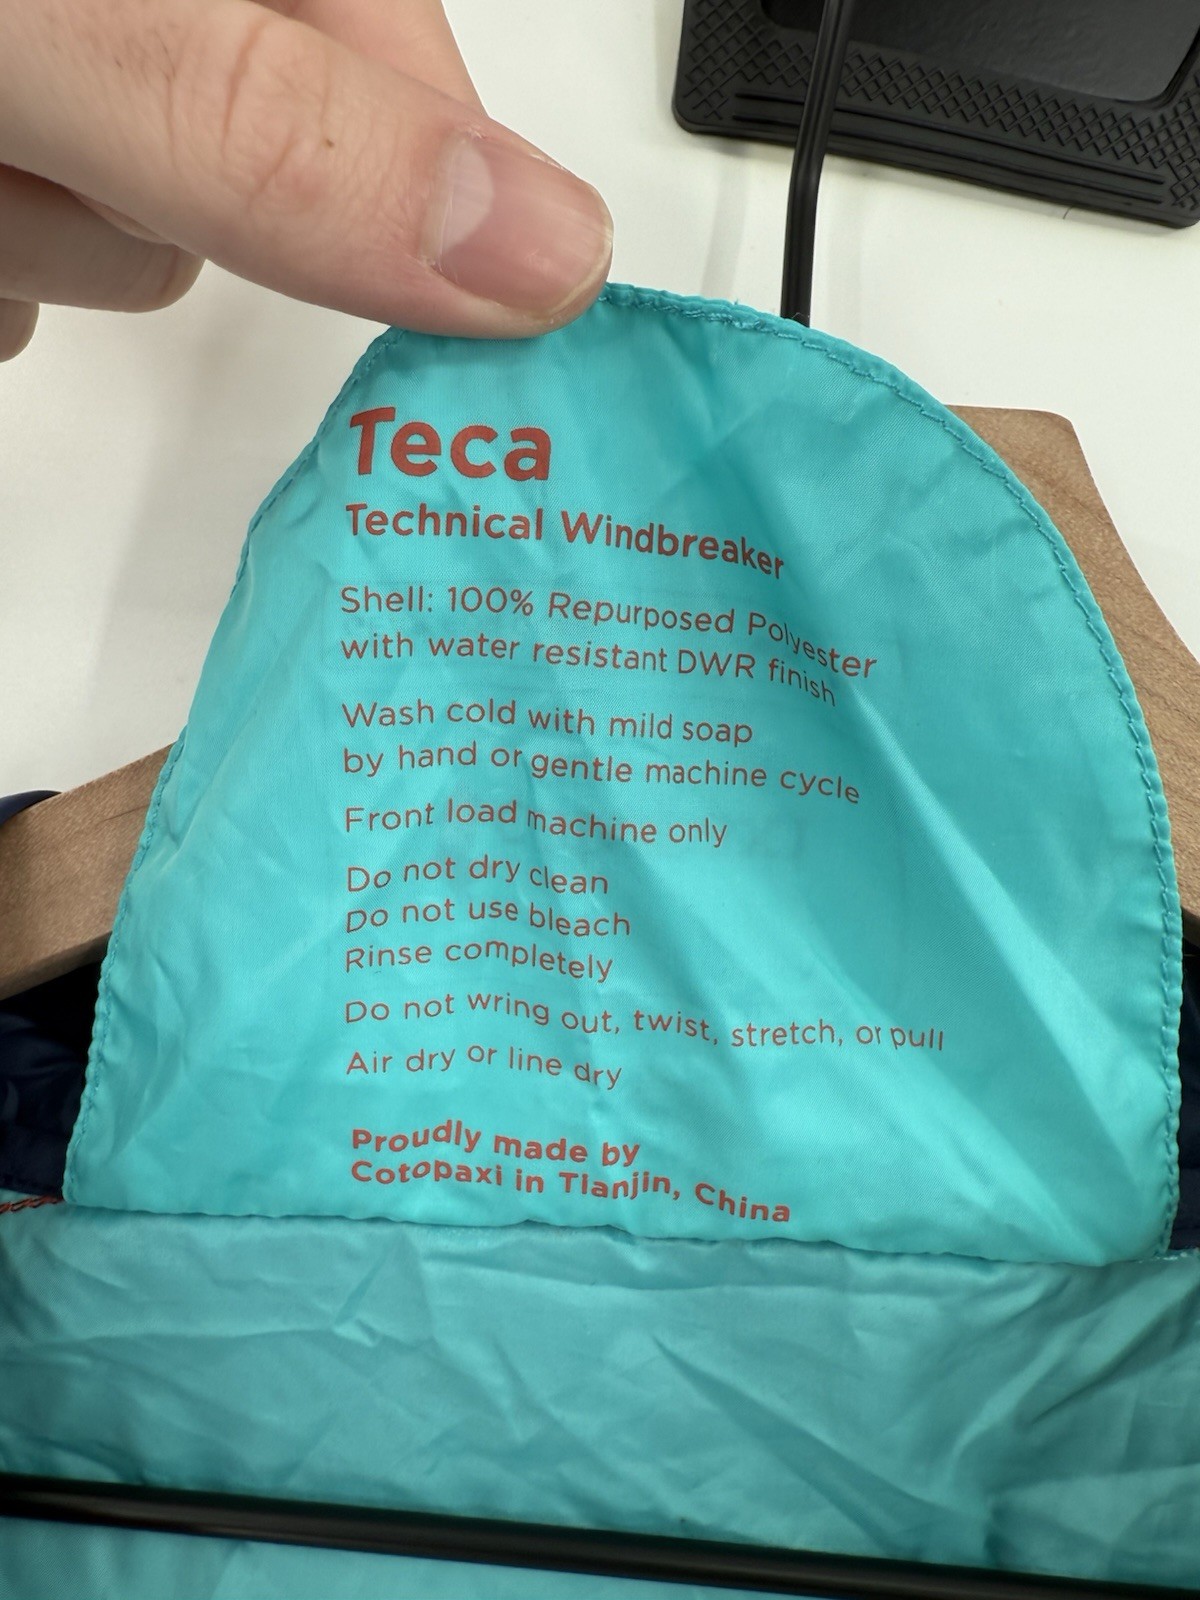 Teca
Technical Windbreaker
Shell: 100% Repurposed Polyester
with water resistant DWR finish
Wash cold with mild soap
by hand or gentle machine cycle
Front load machine only
Do not dry clean
Do not use bleach
Rinse completely
Do not wring out, twist, stretch, or pull
Air dry or line dry
Proudly made by
Cotopaxi in Tianjin, China